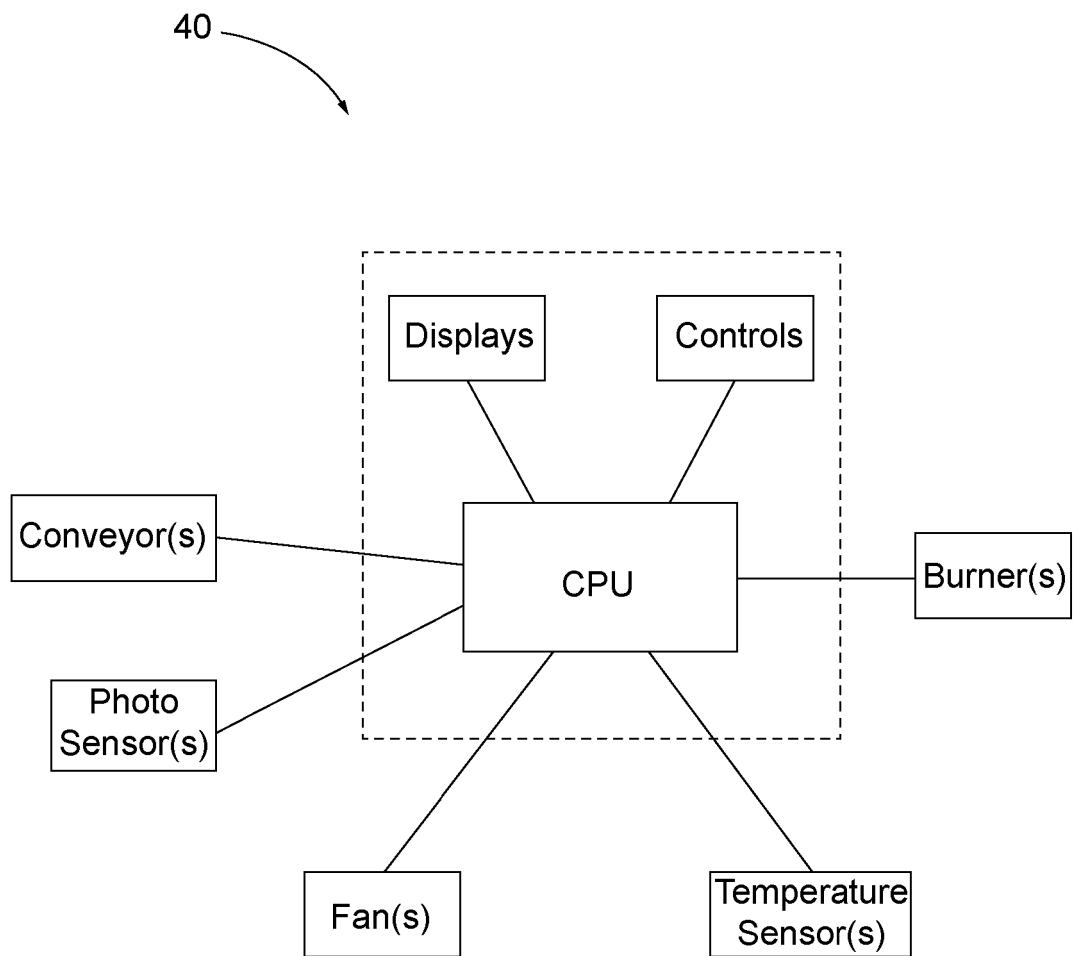 40
Displays
Controls
Conveyor(s)
CPU
Burner(s)
Photo
Sensor(s)
Fan(s)
Temperature
Sensor(s)